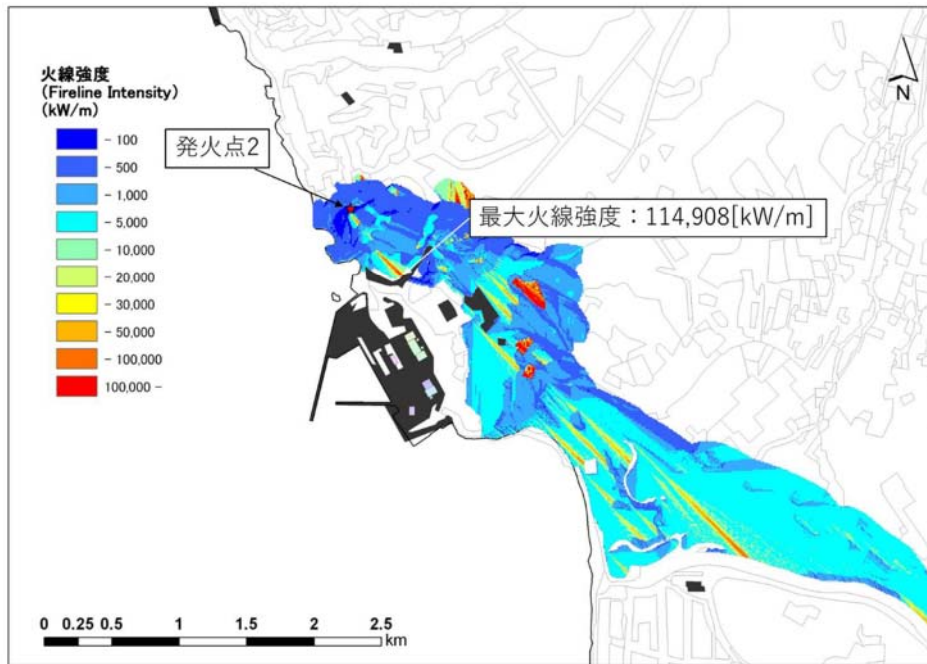 火線強度
(Fireline Intensity)
(kW/m)
- 100
- 500
- 1,000
- 5,000
- 10,000
- 20,000
- 30,000
- 50,000
- 100,000
100,000 -
発火点2
最大火線強度：114,908[kW/m]
N
0 0.25 0.5 1 1.5 2 2.5
km